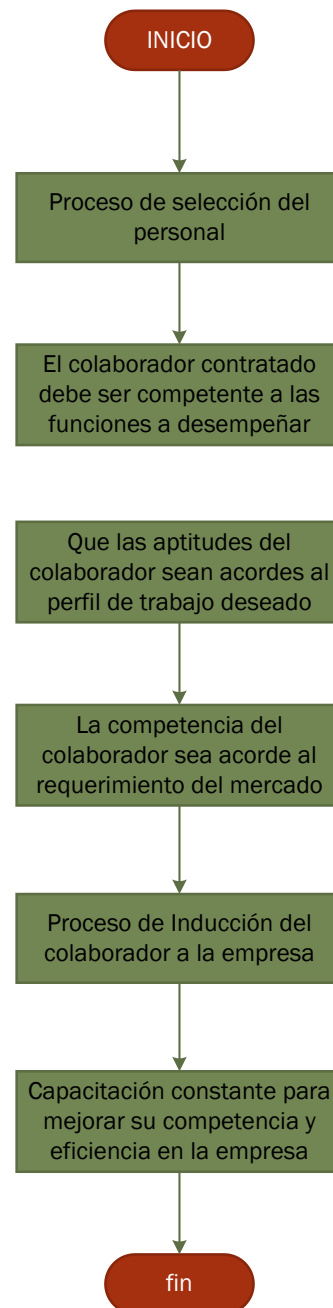 INICIO
Proceso de selección del
personal
El colaborador contratado
debe ser competente a las
funciones a desempeñar
Que las aptitudes del
colaborador sean acordes al
perfil de trabajo deseado
La competencia del
colaborador sea acorde al
requerimiento del mercado
Proceso de Inducción del
colaborador a la empresa
Capacitación constante para
mejorar su competencia y
eficiencia en la empresa
fin